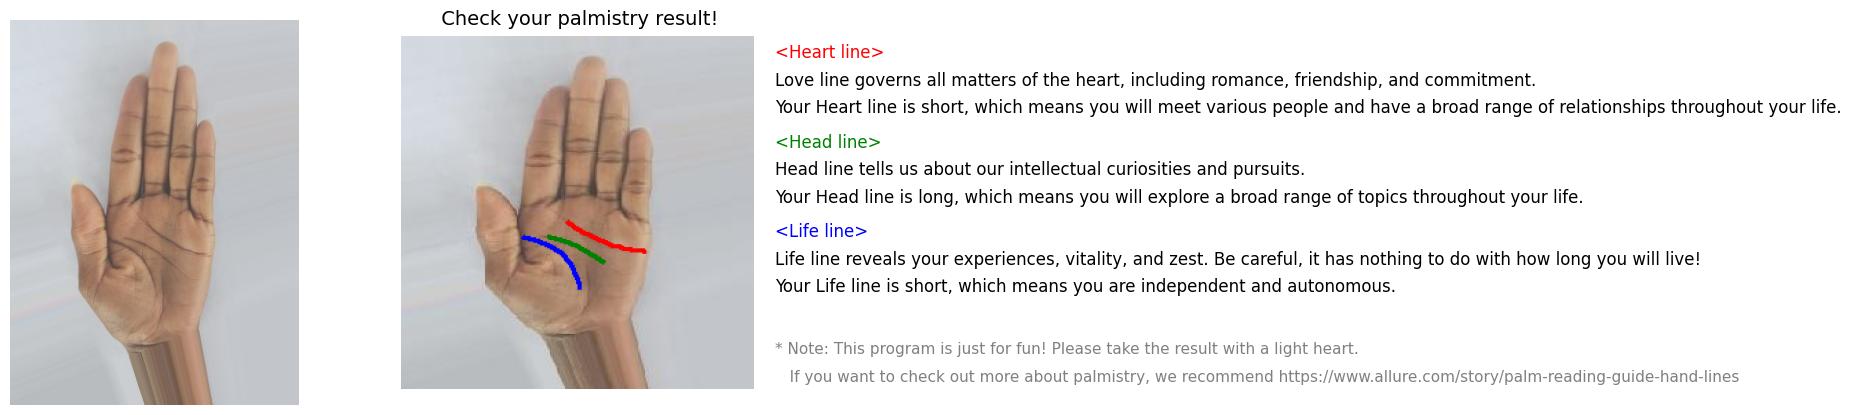 Check your palmistry result!
<Heart line>
Love line governs all matters of the heart, including romance, friendship, and commitment.
Your Heart line is short, which means you will meet various people and have a broad range of relationships throughout your life.
<Head line>
Head line tells us about our intellectual curiosities and pursuits.
Your Head line is long, which means you will explore a broad range of topics throughout your life.
<Life line>
Life line reveals your experiences, vitality, and zest. Be careful, it has nothing to do with how long you will live!
Your Life line is short, which means you are independent and autonomous.
* Note: This program is just for fun! Please take the result with a light heart.
If you want to check out more about palmistry, we recommend https://www.allure.com/story/palm-reading-guide-hand-lines